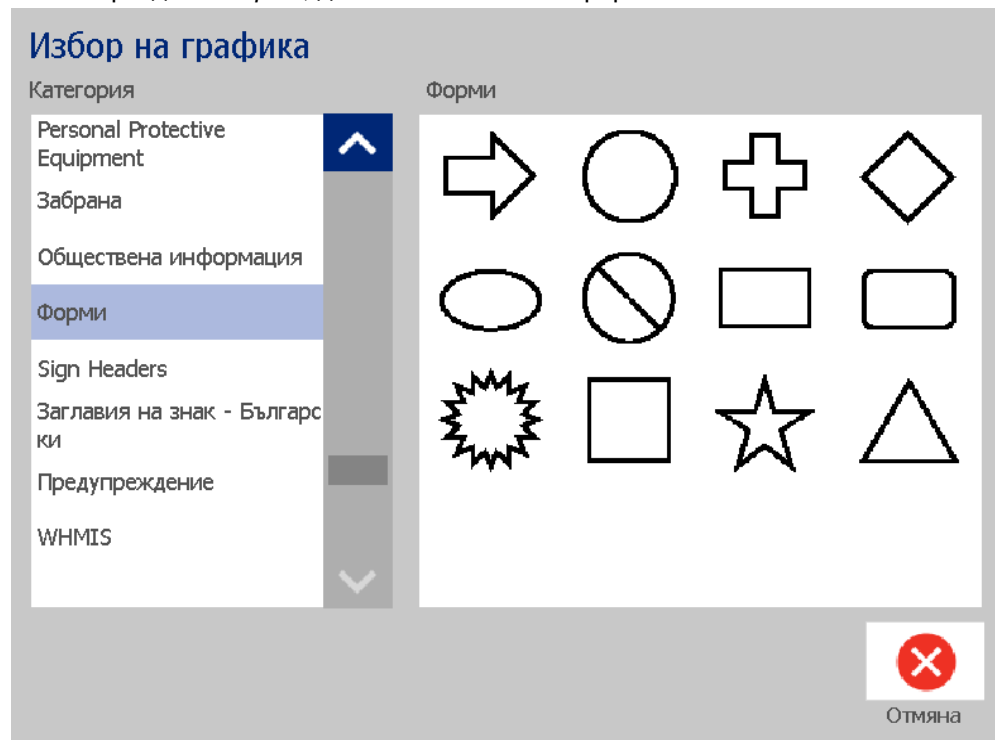 Избор на графика
Категория
Форми
Personal Protective
Equipment
Забрана
Обществена информация
Форми
Sign Headers
Заглавия на знак - Българс
ки
Предупреждение
WHMIS
Отмяна